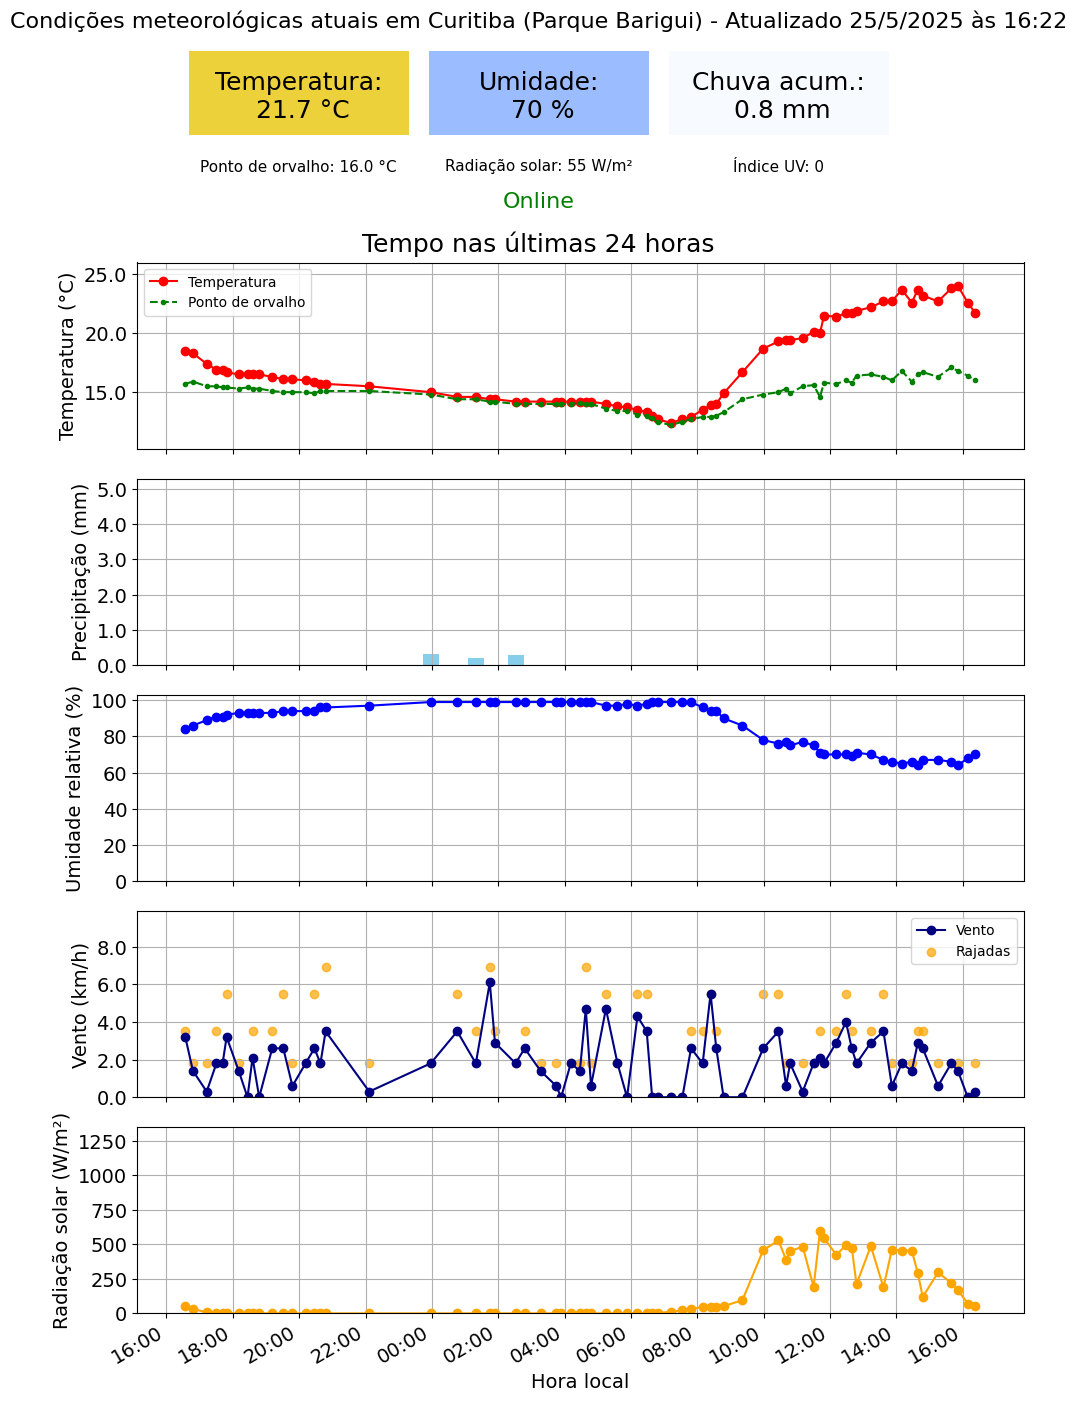 Condições meteorológicas atuais em Curitiba (Parque Barigui) - Atualizado 25/5/2025 às 16:22
Temperatura:
21.7 °C
Umidade:
70 %
Chuva acum.:
0.8 mm
Ponto de orvalho: 16.0 °C
Radiação solar: 55 W/m²
Índice UV: 0
Online
Tempo nas últimas 24 horas
Temperatura (°C)
25.0
20.0
15.0
Temperatura
Ponto de orvalho
Precipitação (mm)
5.0
4.0
3.0
2.0
1.0
0.0
Umidade relativa (%)
100
80
60
40
20
0
Vento (km/h)
8.0
6.0
4.0
2.0
0.0
Vento
Rajadas
Radiação solar (W/m²)
1250
1000
750
500
250
0
16:00
18:00
20:00
22:00
00:00
02:00
04:00
06:00
08:00
10:00
12:00
14:00
16:00
Hora local